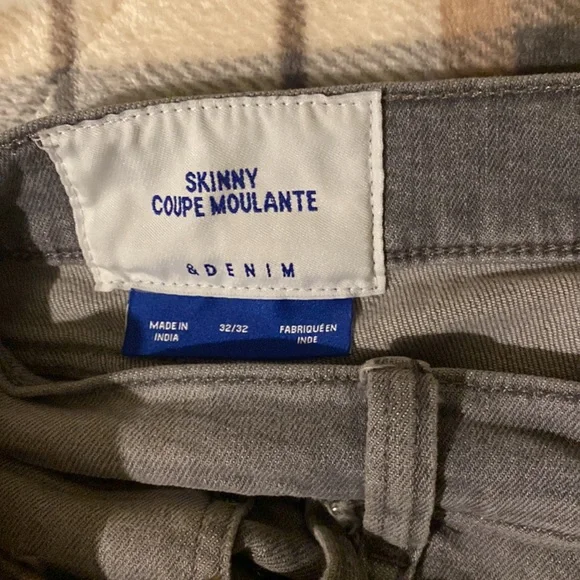 SKINNY
COUPE MOULANTE
& DENIM
MADE IN
INDIA
32/32
FABRIQUÉ EN
INDE